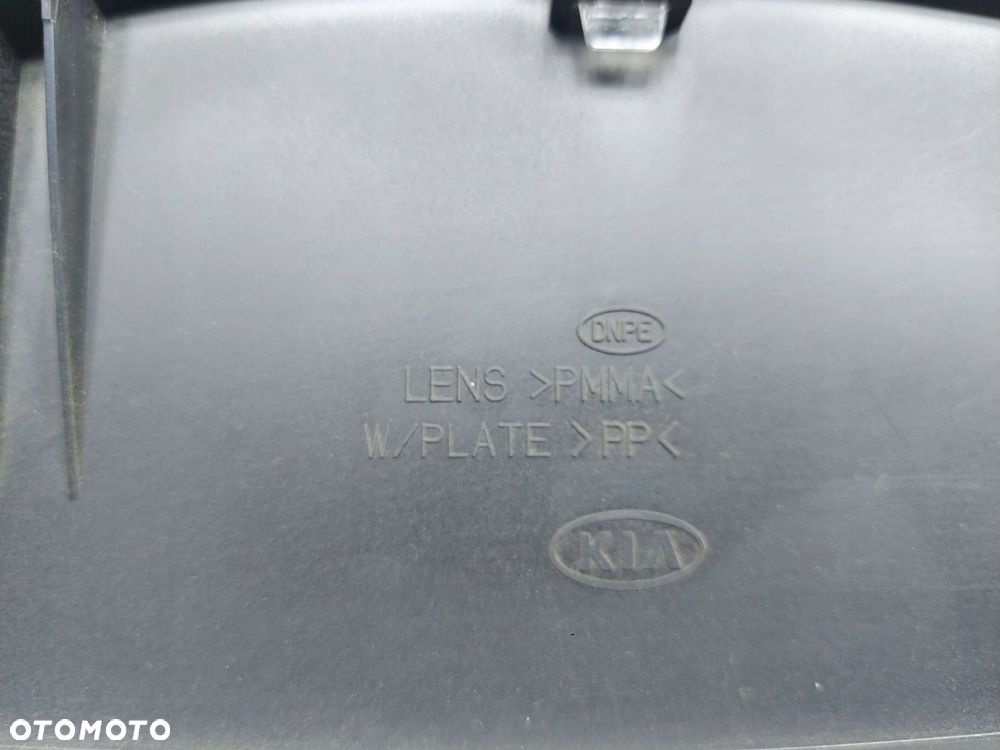 DNPE
LENS >PMMA<
W/PLATE >PP<
KIA
OTOMOTO